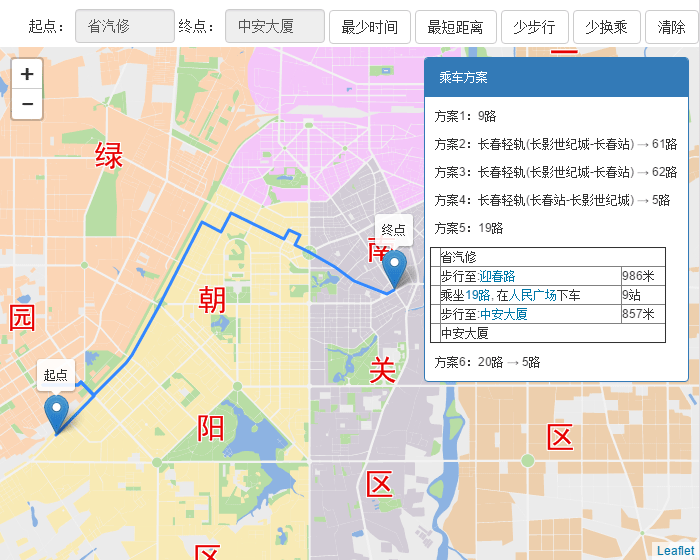 起点： 省汽修 终点： 中安大厦 最少时间 最短距离 少步行 少换乘 清除
+
−
乘车方案
方案1：9路
方案2：长春轻轨(长影世纪城-长春站) → 61路
方案3：长春轻轨(长影世纪城-长春站) → 62路
方案4：长春轻轨(长春站-长影世纪城) → 5路
方案5：19路
省汽修
步行至:迎春路 986米
乘坐19路, 在人民广场下车 9站
步行至:中安大厦 857米
中安大厦
方案6：20路 → 5路
绿
园
朝
阳
区
南
关
区
区
终点
起点
Leaflet